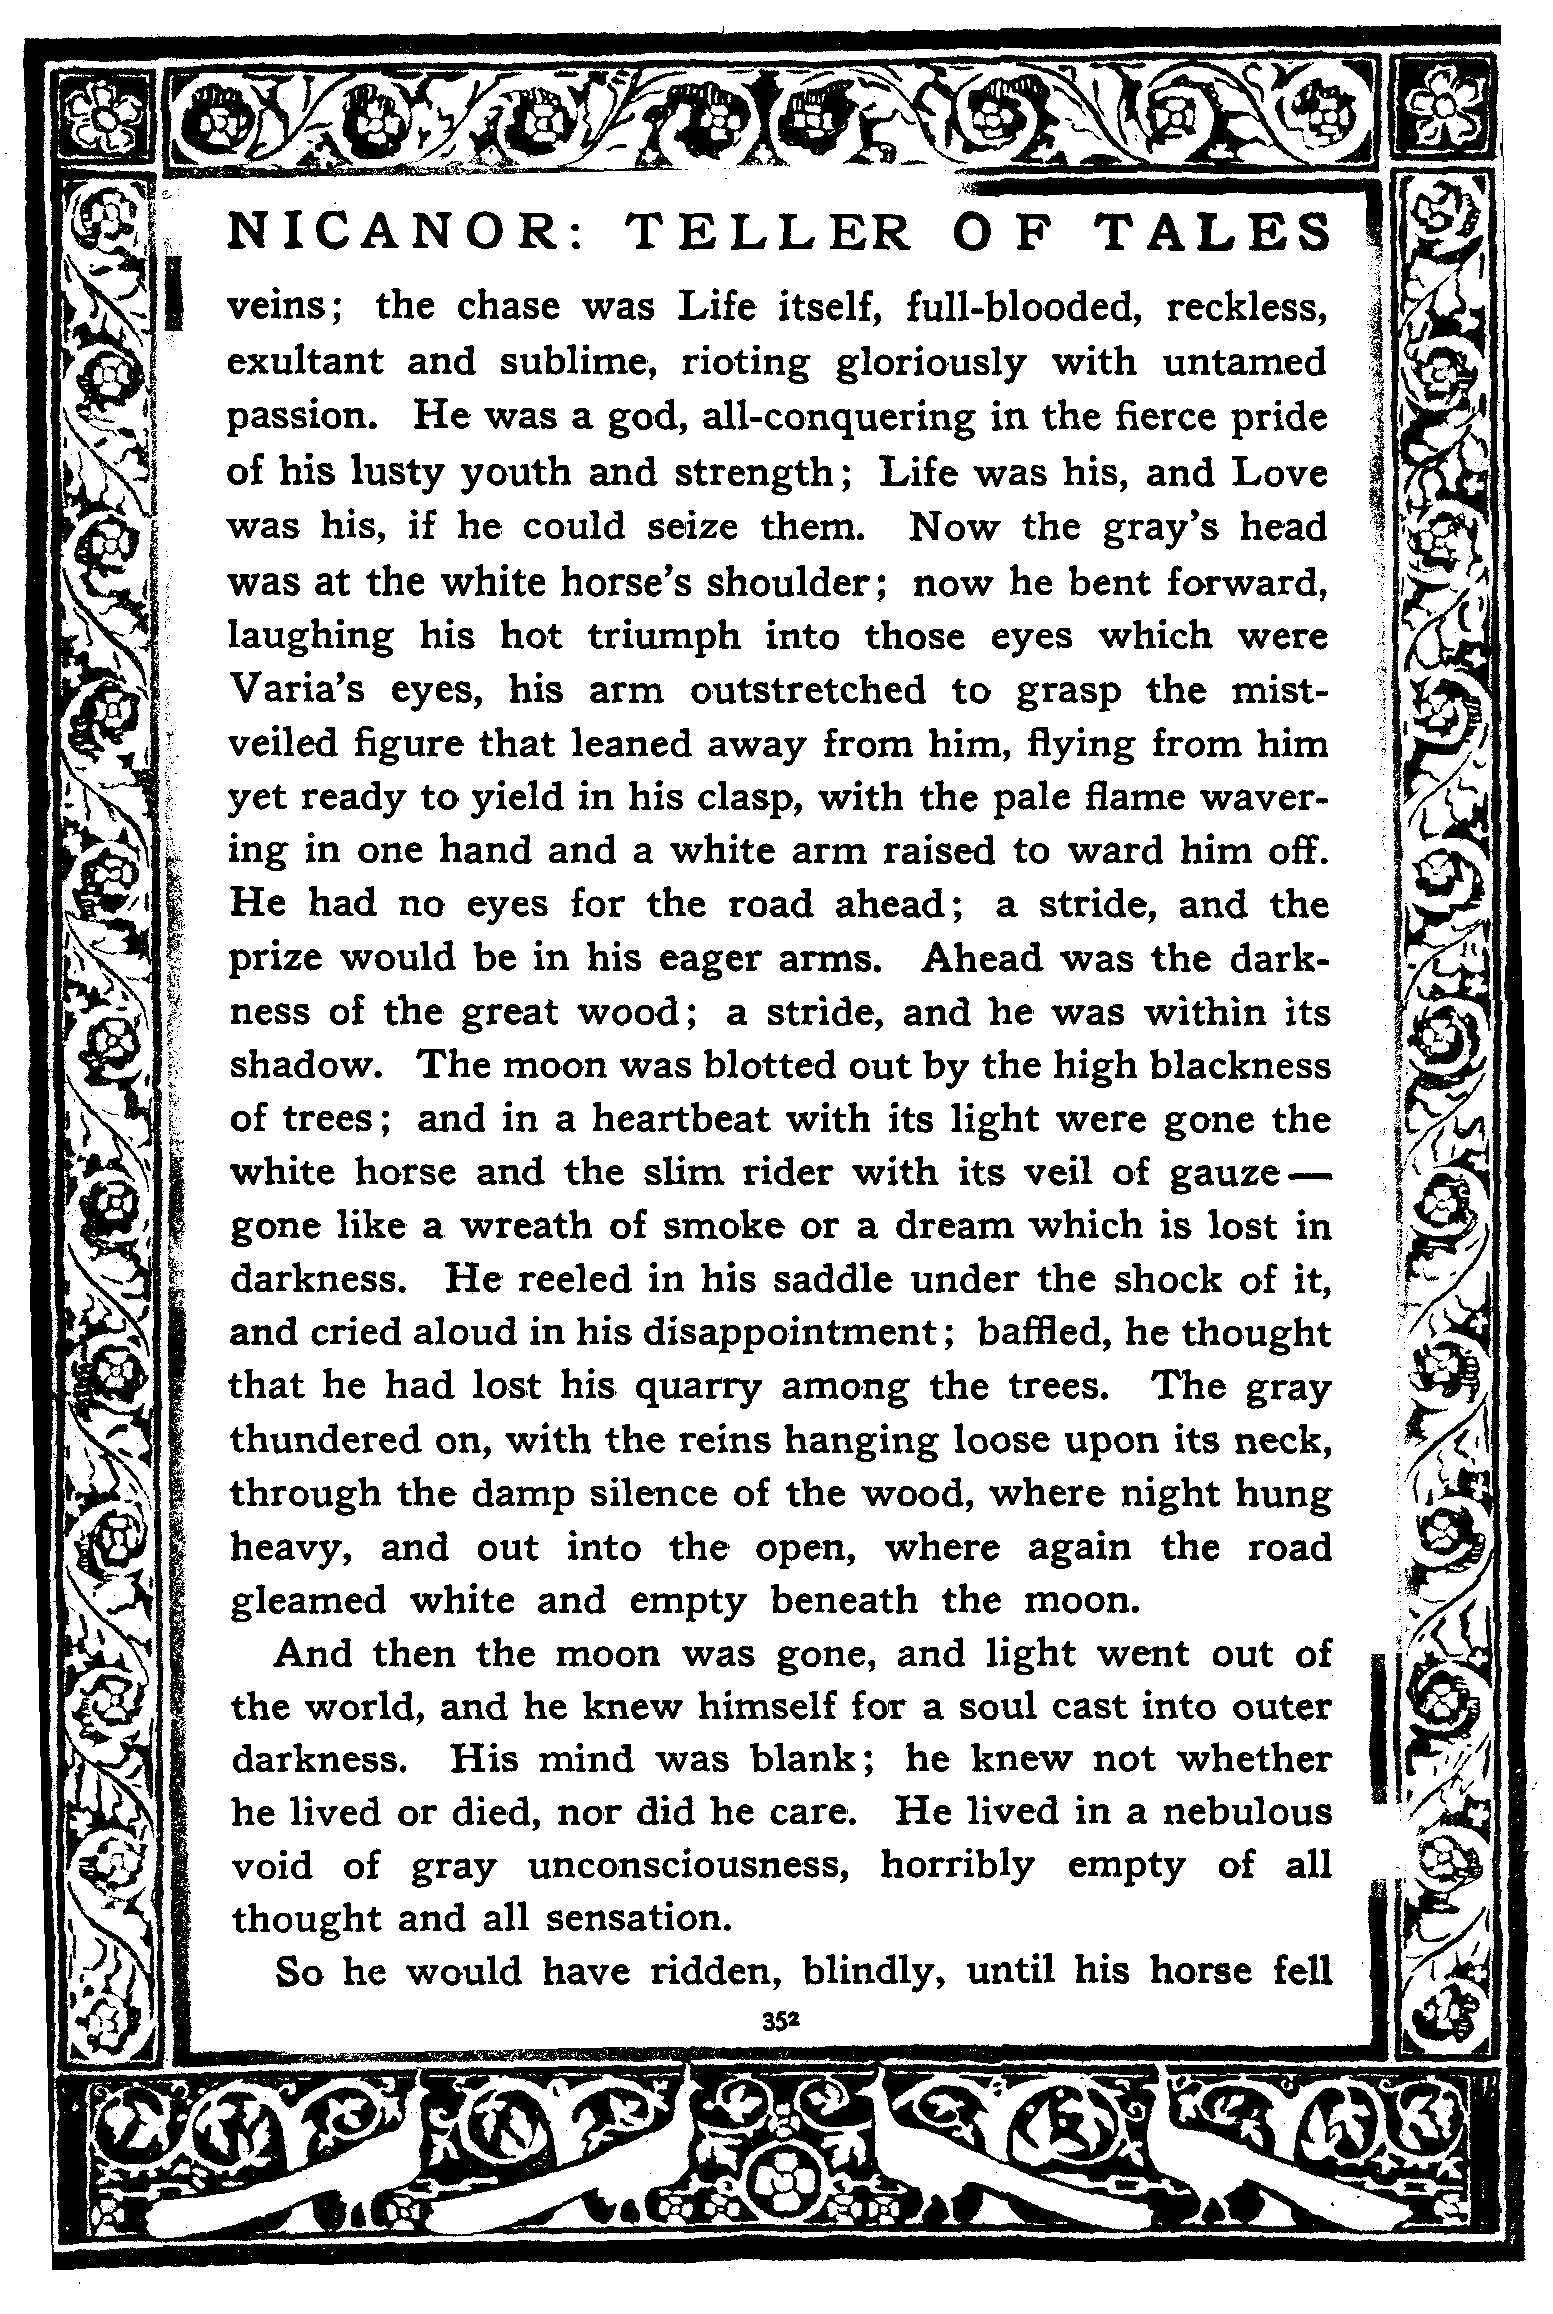 NICANOR: TELLER OF TALES
veins; the chase was Life itself, full-blooded, reckless,
exultant and sublime, rioting gloriously with untamed
passion. He was a god, all-conquering in the fierce pride
of his lusty youth and strength; Life was his, and Love
was his, if he could seize them. Now the gray's head
was at the white horse's shoulder; now he bent forward,
laughing his hot triumph into those eyes which were
Varia's eyes, his arm outstretched to grasp the mist-
veiled figure that leaned away from him, flying from him
yet ready to yield in his clasp, with the pale flame waver-
ing in one hand and a white arm raised to ward him off.
He had no eyes for the road ahead; a stride, and the
prize would be in his eager arms. Ahead was the dark-
ness of the great wood; a stride, and he was within its
shadow. The moon was blotted out by the high blackness
of trees; and in a heartbeat with its light were gone the
white horse and the slim rider with its veil of gauze—
gone like a wreath of smoke or a dream which is lost in
darkness. He reeled in his saddle under the shock of it,
and cried aloud in his disappointment; baffled, he thought
that he had lost his quarry among the trees. The gray
thundered on, with the reins hanging loose upon its neck,
through the damp silence of the wood, where night hung
heavy, and out into the open, where again the road
gleamed white and empty beneath the moon.
And then the moon was gone, and light went out of
the world, and he knew himself for a soul cast into outer
darkness. His mind was blank; he knew not whether
he lived or died, nor did he care. He lived in a nebulous
void of gray unconsciousness, horribly empty of all
thought and all sensation.
So he would have ridden, blindly, until his horse fell
352